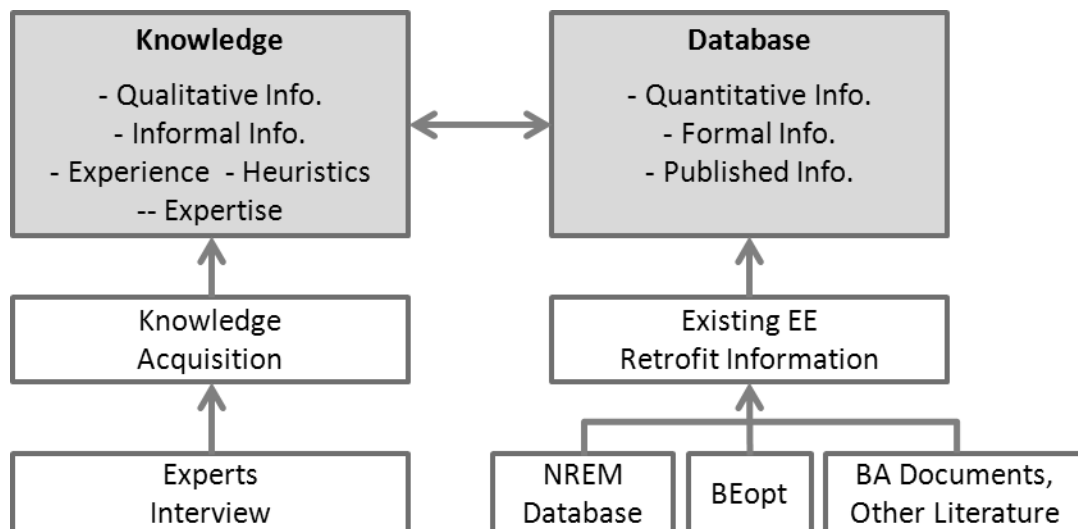 Knowledge
- Qualitative Info.
- Informal Info.
- Experience - Heuristics
-- Expertise
Database
- Quantitative Info.
- Formal Info.
- Published Info.
Knowledge
Acquisition
Existing EE
Retrofit Information
Experts
Interview
NREM
Database
BEopt
BA Documents,
Other Literature